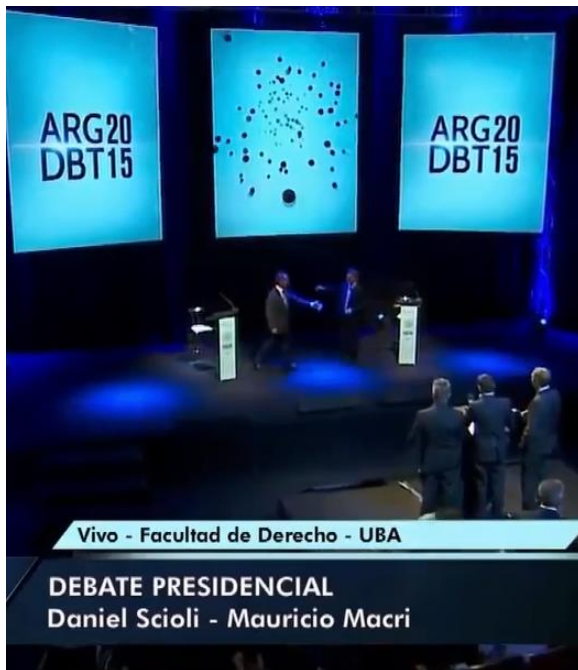 ARG20
DBT15
ARG20
DBT15
Vivo - Facultad de Derecho - UBA
DEBATE PRESIDENCIAL
Daniel Scioli - Mauricio Macri